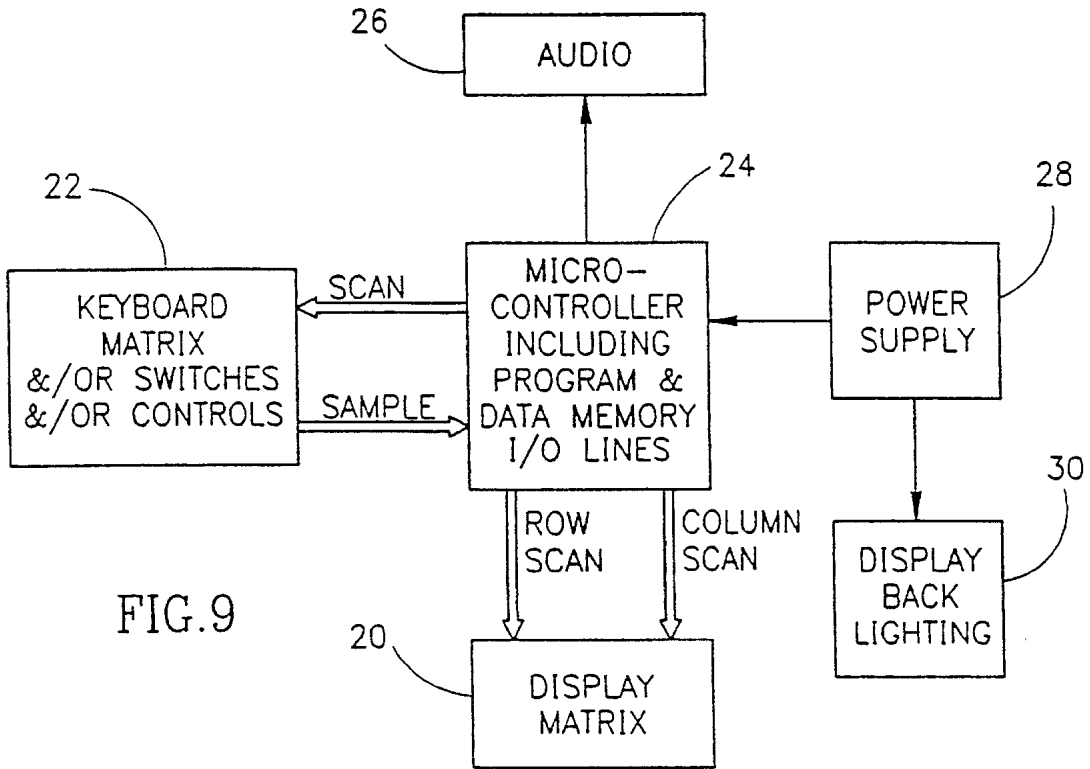 26
AUDIO
22
24
28
KEYBOARD
MATRIX
&/OR SWITCHES
&/OR CONTROLS
SCAN
SAMPLE
MICRO-
CONTROLLER
INCLUDING
PROGRAM &
DATA MEMORY
I/O LINES
POWER
SUPPLY
ROW
SCAN
COLUMN
SCAN
30
DISPLAY
BACK
LIGHTING
FIG.9
20
DISPLAY
MATRIX